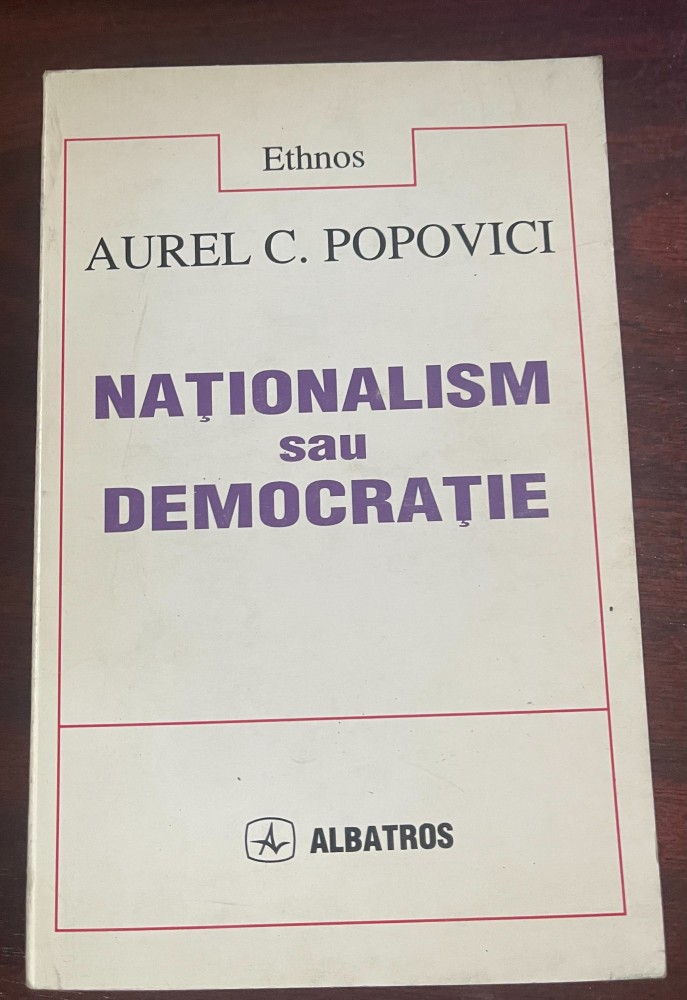 Ethnos
AUREL C. POPOVICI
NAŢIONALISM
sau
DEMOCRAŢIE
ALBATROS